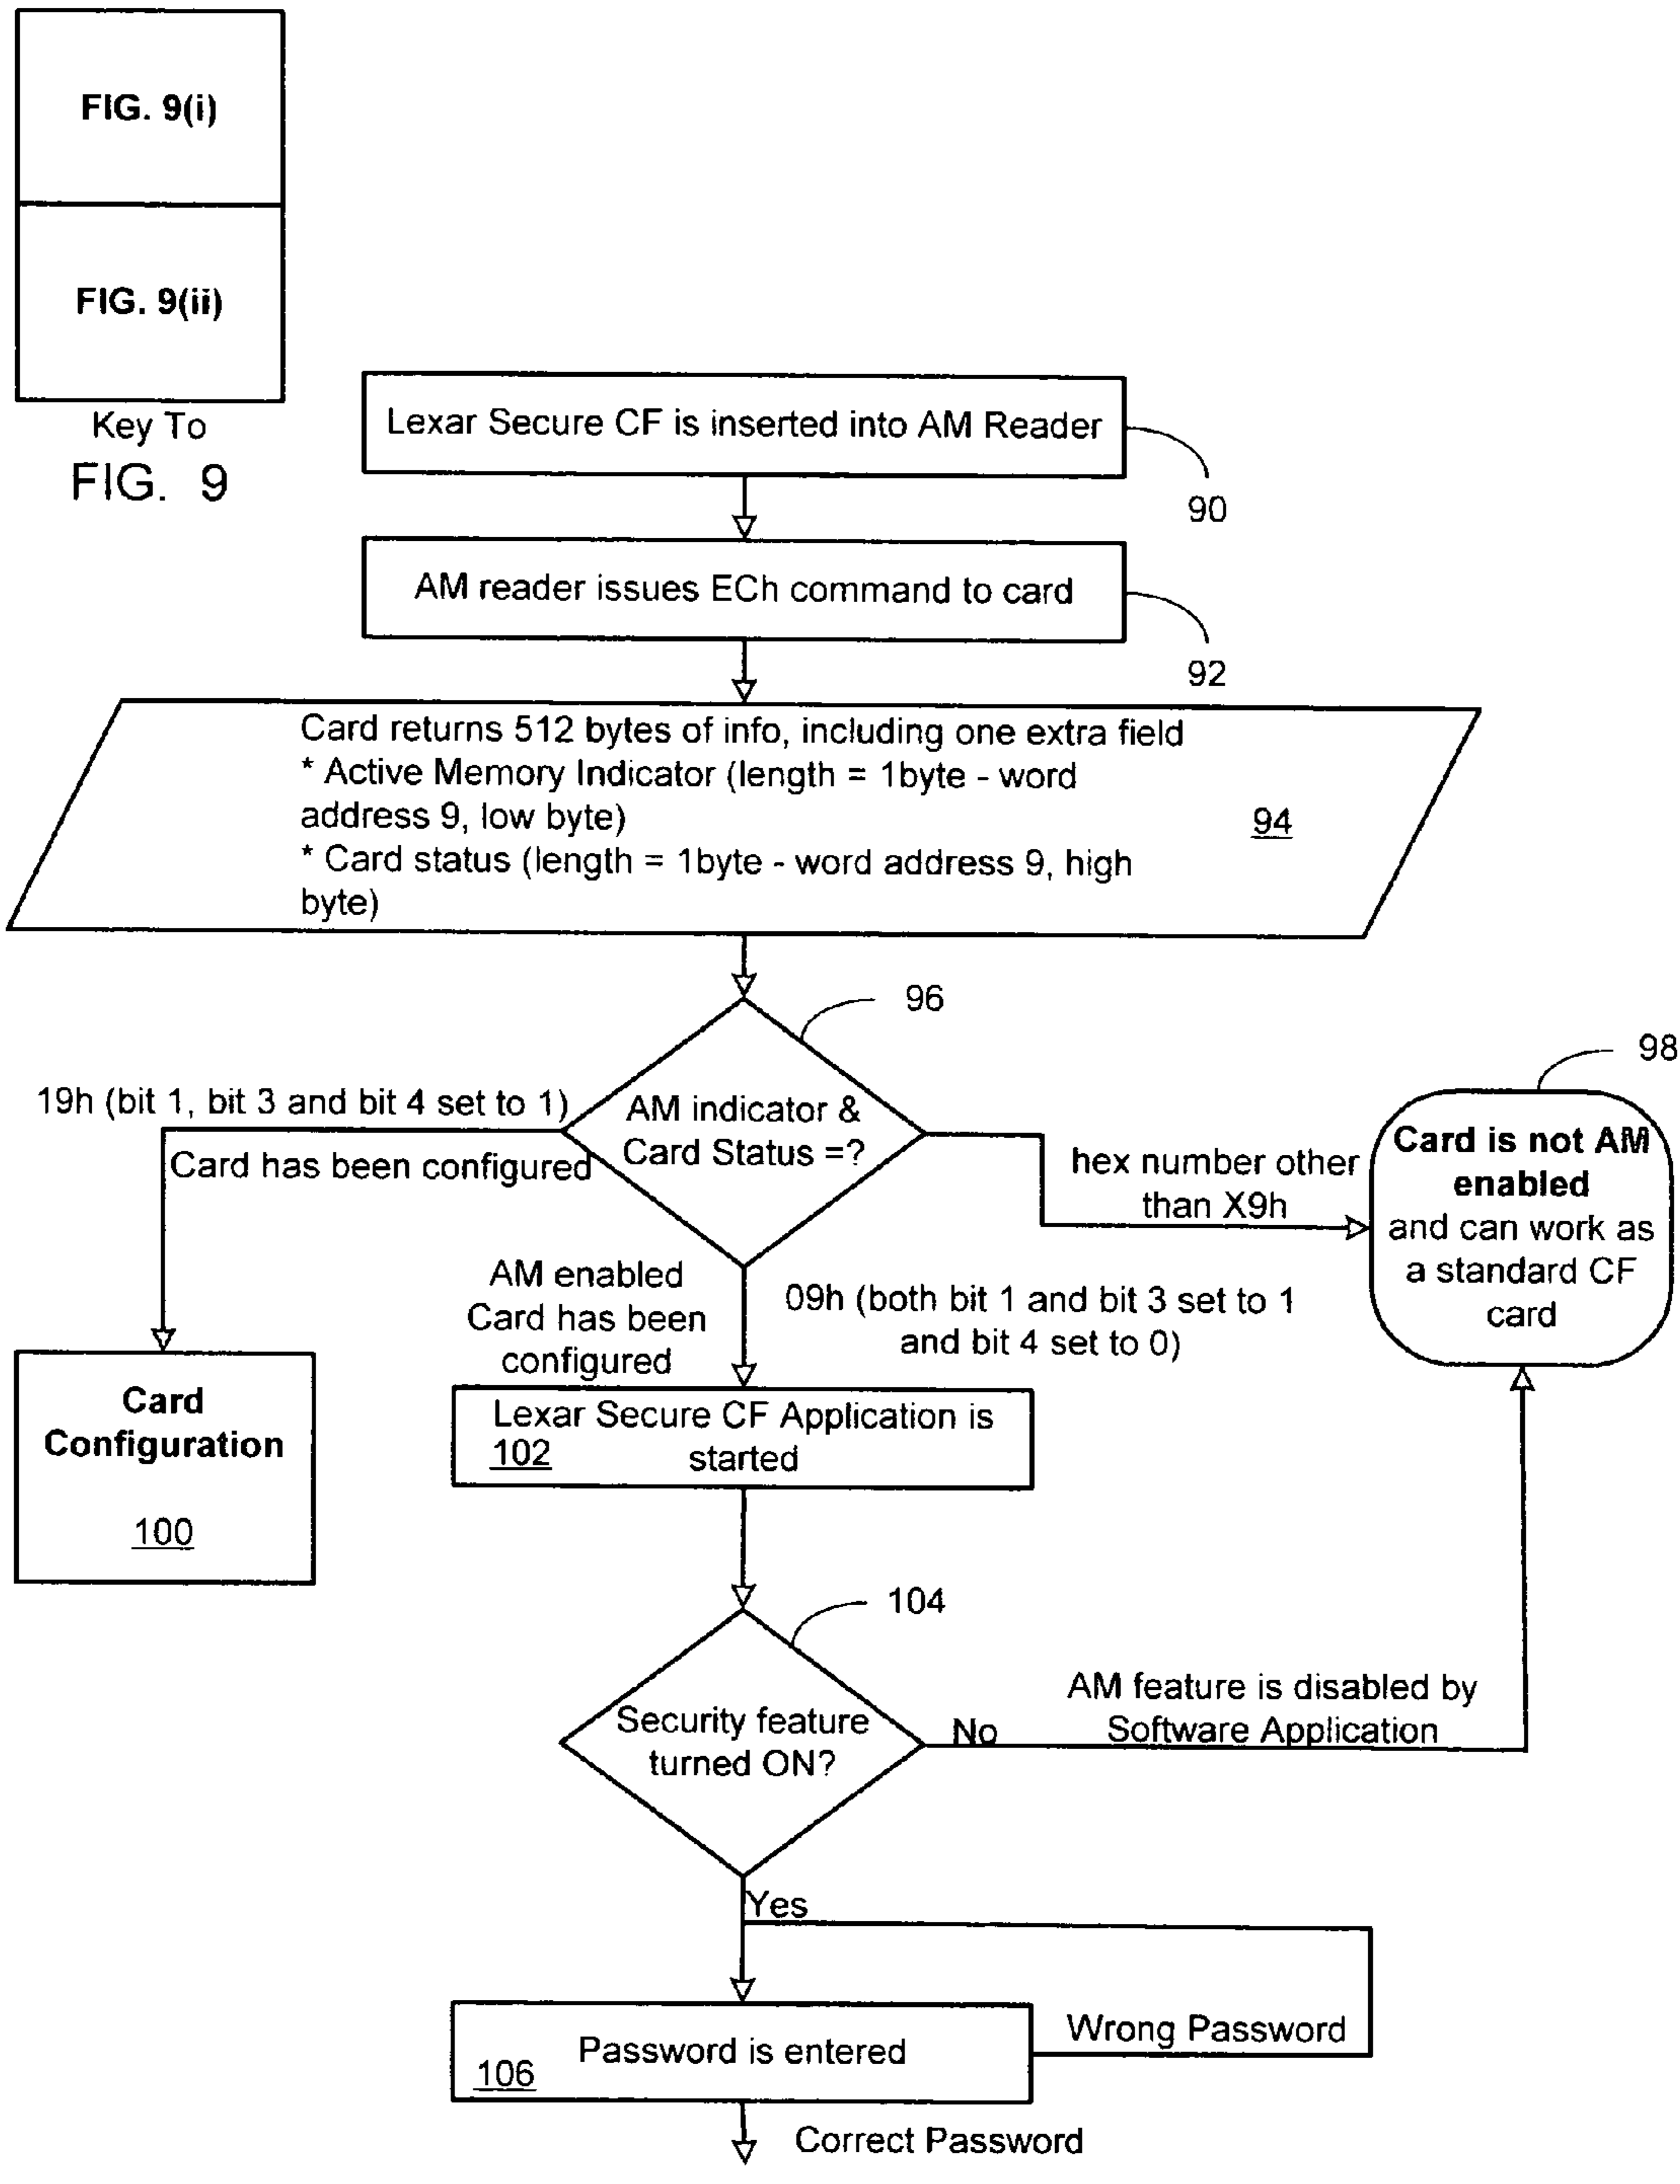 FIG. 9(i)
FIG. 9(ii)
Key To
FIG. 9
Lexar Secure CF is inserted into AM Reader
90
AM reader issues ECh command to card
92
Card returns 512 bytes of info, including one extra field
* Active Memory Indicator (length = 1byte - word
address 9, low byte)
* Card status (length = 1byte - word address 9, high
byte)
94
96
AM indicator &
Card Status =?
19h (bit 1, bit 3 and bit 4 set to 1)
Card has been configured
hex number other
than X9h
98
Card is not AM
enabled
and can work as
a standard CF
card
AM enabled
Card has been
configured
09h (both bit 1 and bit 3 set to 1
and bit 4 set to 0)
Card
Configuration
100
Lexar Secure CF Application is
102 started
104
Security feature
turned ON?
No
AM feature is disabled by
Software Application
Yes
Password is entered
106
Wrong Password
Correct Password